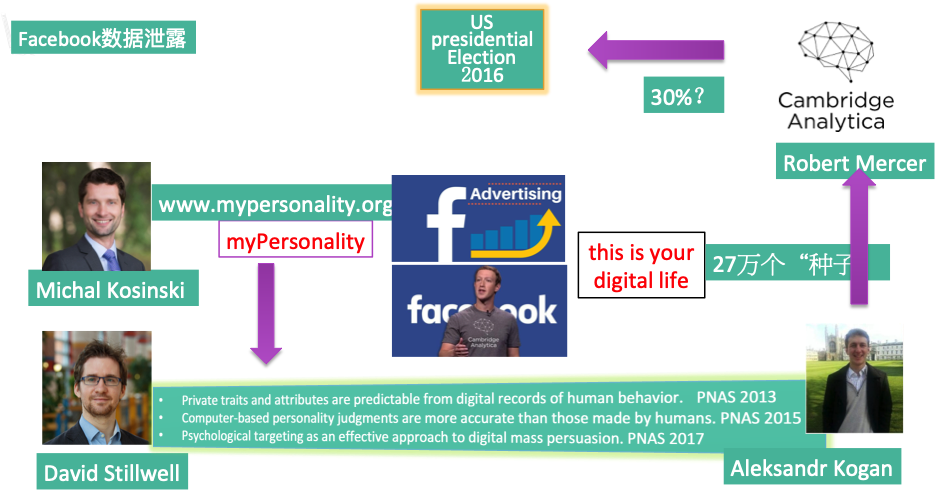 Facebook数据泄露
US
presidential
Election
2016
30%？
Cambridge
Analytica
Robert Mercer
www.mypersonality.org
myPersonality
Advertising
f
this is your
digital life
27万个“种子
Michal Kosinski
facebook
Cambridge
Analytica
• Private traits and attributes are predictable from digital records of human behavior. PNAS 2013
• Computer-based personality judgments are more accurate than those made by humans. PNAS 2015
• Psychological targeting as an effective approach to digital mass persuasion. PNAS 2017
David Stillwell
Aleksandr Kogan